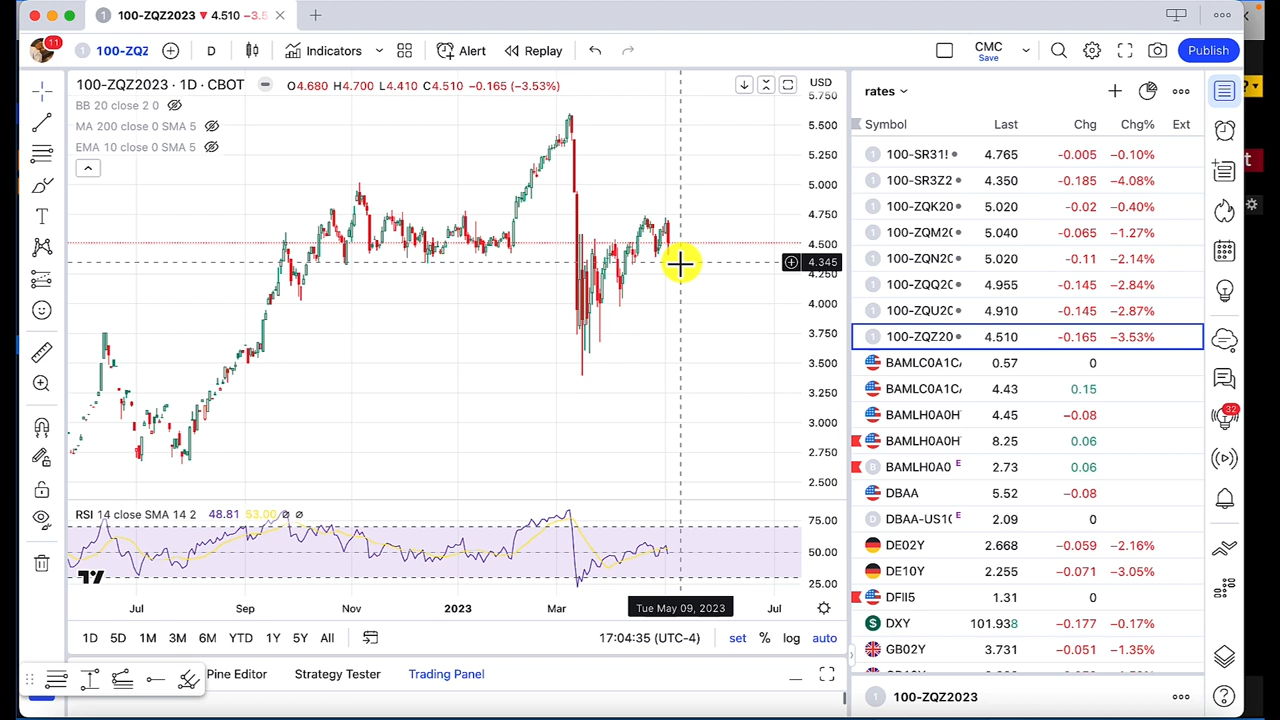 100-ZQZ2023 ▼ 4.510 −3.5
11
100-ZQZ
D
Indicators
Alert
Replay
CMC
Save
Publish
100-ZQZ2023 · 1D · CBOT
O4.680 H4.700 L4.410 C4.510 −0.165 (−3.53%)
BB 20 close 2 0
MA 200 close 0 SMA 5
EMA 10 close 0 SMA 5
USD
5.750
5.500
5.250
5.000
4.750
4.500
4.345
4.250
4.000
3.750
3.500
3.250
3.000
2.750
2.500
RSI 14 close SMA 14 2 48.81 53.00 ∅ ∅
75.00
50.00
25.00
Jul Sep Nov 2023 Mar Tue May 09, 2023 Jul
1D 5D 1M 3M 6M YTD 1Y 5Y All
17:04:35 (UTC-4) set % log auto
Pine Editor Strategy Tester Trading Panel
rates
Symbol Last Chg Chg% Ext
100-SR31! 4.765 −0.005 −0.10%
100-SR3Z2 4.350 −0.185 −4.08%
100-ZQK20 5.020 −0.02 −0.40%
100-ZQM2( 5.040 −0.065 −1.27%
100-ZQN2( 5.020 −0.11 −2.14%
100-ZQQ2( 4.955 −0.145 −2.84%
100-ZQU2( 4.910 −0.145 −2.87%
100-ZQZ20 4.510 −0.165 −3.53%
BAMLC0A1C 0.57 0
BAMLC0A1C 4.43 0.15
BAMLH0A0H 4.45 −0.08
BAMLH0A0H 8.25 0.06
BAMLH0A0 E 2.73 0.06
DBAA 5.52 −0.08
DBAA-US1( E 2.09 0
DE02Y 2.668 −0.059 −2.16%
DE10Y 2.255 −0.071 −3.05%
DFII5 1.31 0
DXY 101.938 −0.177 −0.17%
GB02Y 3.731 −0.051 −1.35%
100-ZQZ2023
32